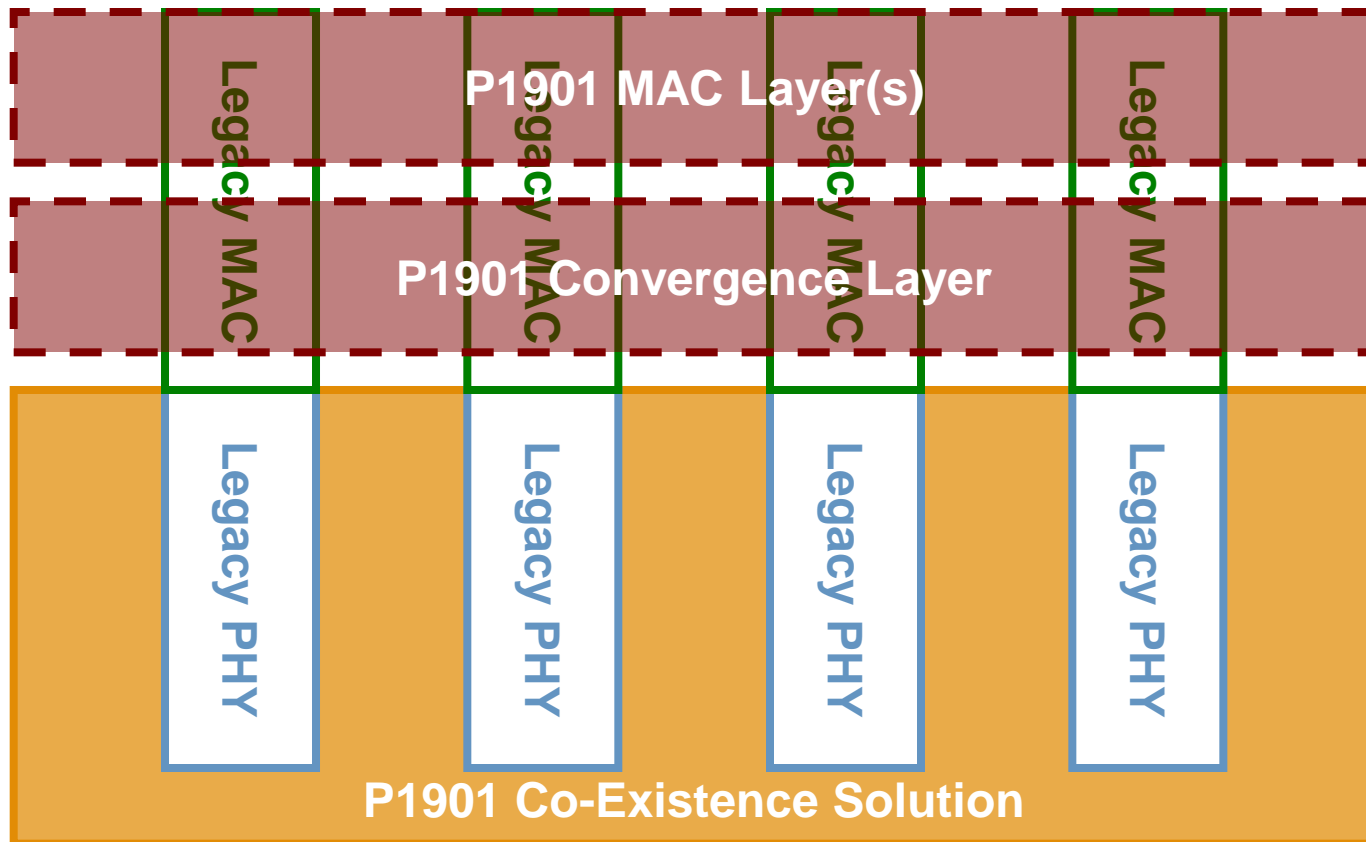 P1901 MAC Layer(s)
Legacy MAC
Legacy MAC
Legacy MAC
Legacy MAC
P1901 Convergence Layer
Legacy PHY
Legacy PHY
Legacy PHY
Legacy PHY
P1901 Co-Existence Solution